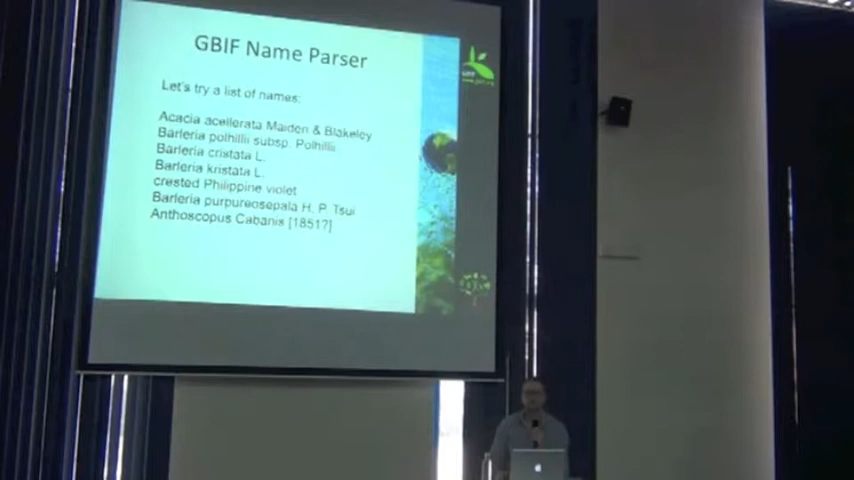 GBIF Name Parser
Let's try a list of names:
Acacia acellerata Maiden & Blakeley
Barleria polhillii subsp. Polhillii
Barleria cristata L.
Barleria kristata L.
crested Philippine violet
Barleria purpureosepala H. P. Tsui
Anthoscopus Cabanis [1851?]